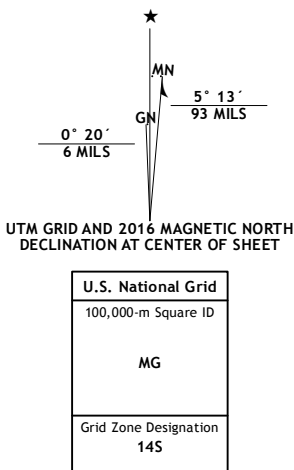 MN
GN
5° 13´
93 MILS
0° 20´
6 MILS
UTM GRID AND 2016 MAGNETIC NORTH
DECLINATION AT CENTER OF SHEET
U.S. National Grid
100,000-m Square ID
MG
Grid Zone Designation
14S